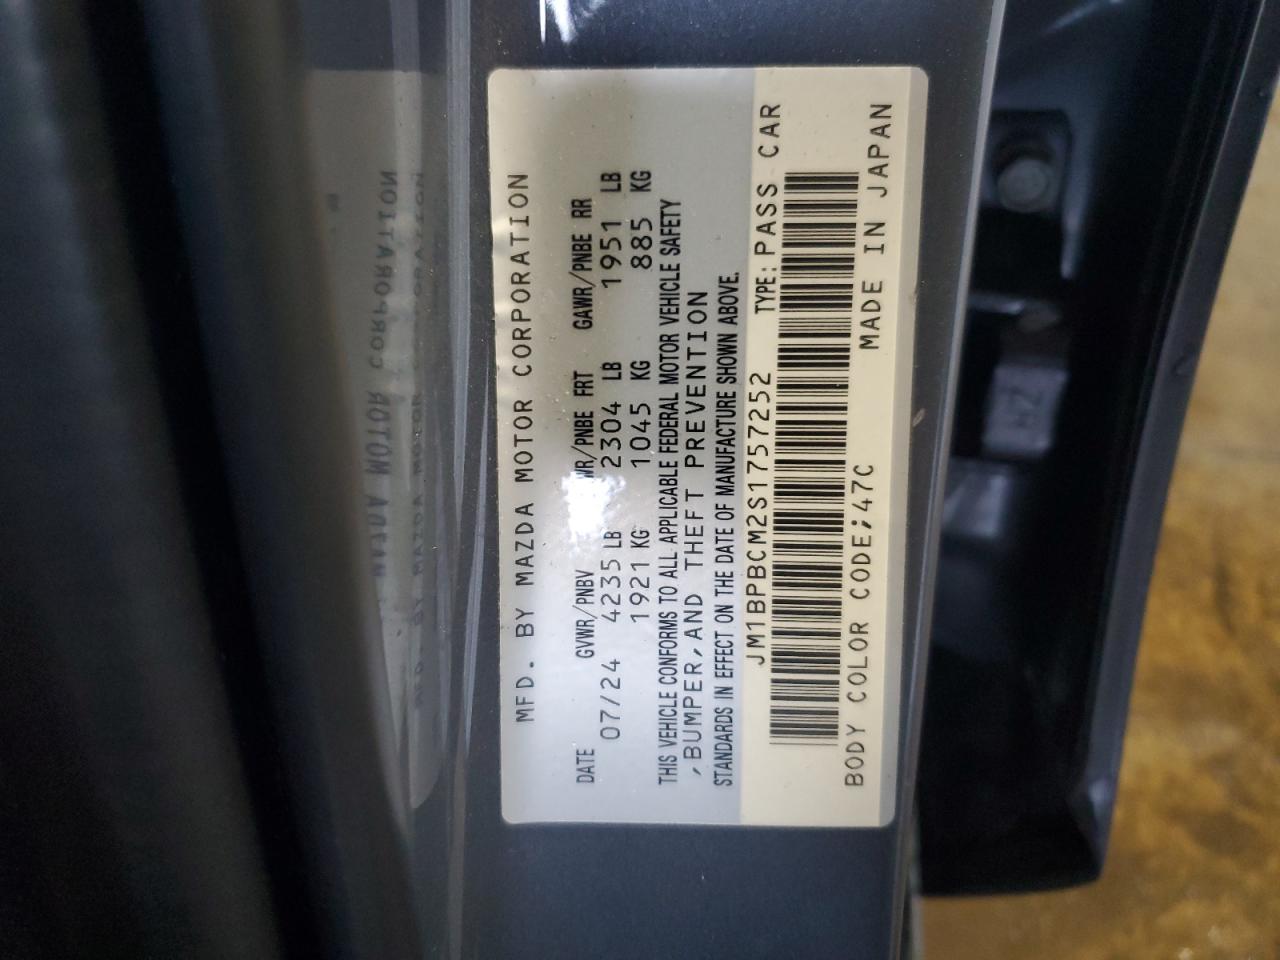 MFD. BY MAZDA MOTOR CORPORATION
DATE GVWR/PNBV WR/PNBE FRT GAWR/PNBE RR
07/24 4235 LB 2304 LB 1951 LB
1921 KG 1045 KG 885 KG
THIS VEHICLE CONFORMS TO ALL APPLICABLE FEDERAL MOTOR VEHICLE SAFETY
,BUMPER,AND THEFT PREVENTION
STANDARDS IN EFFECT ON THE DATE OF MANUFACTURE SHOWN ABOVE.
JM1BPBCM2S1757252 TYPE: PASS CAR
BODY COLOR CODE;47C MADE IN JAPAN